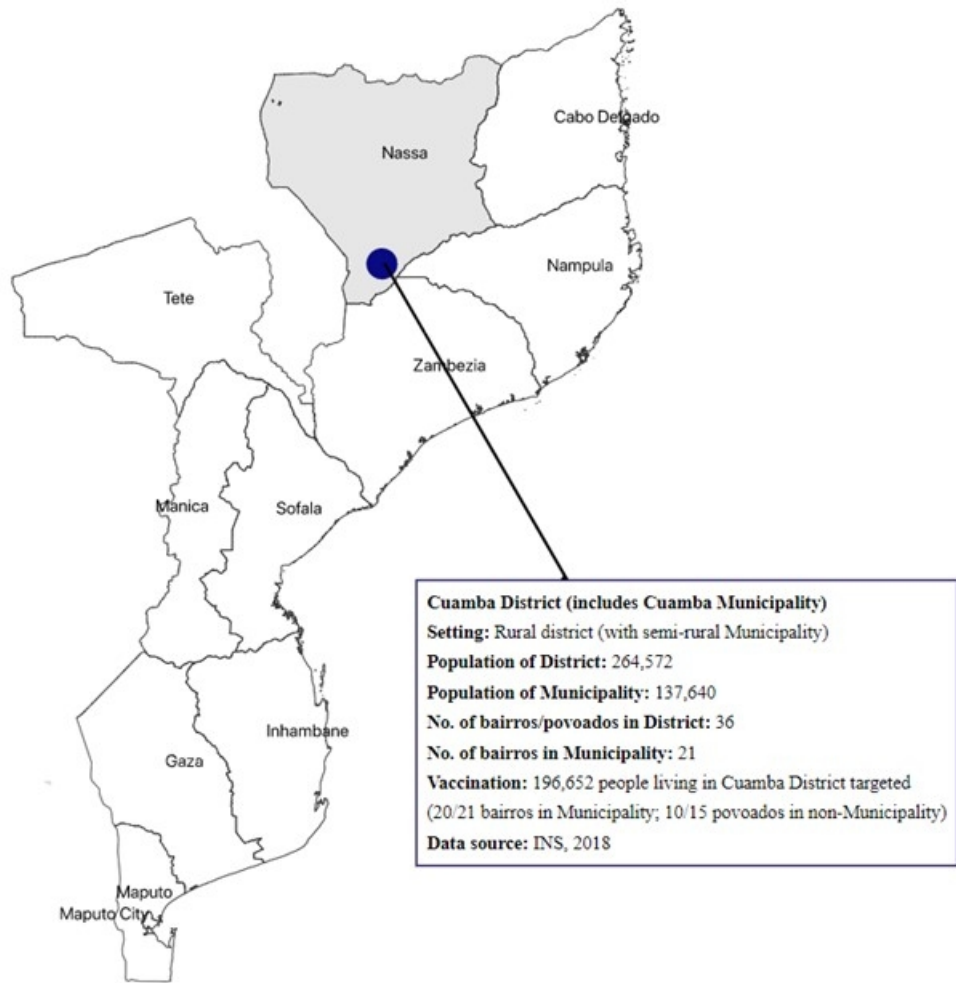 Cabo Delgado
Nassa
Nampula
Tete
Zambezia
Manica
Sofala
Inhambane
Gaza
Maputo
Maputo City
Cuamba District (includes Cuamba Municipality)
Setting: Rural district (with semi-rural Municipality)
Population of District: 264,572
Population of Municipality: 137,640
No. of bairros/povoados in District: 36
No. of bairros in Municipality: 21
Vaccination: 196,652 people living in Cuamba District targeted
(20/21 bairros in Municipality; 10/15 povoados in non-Municipality)
Data source: INS, 2018